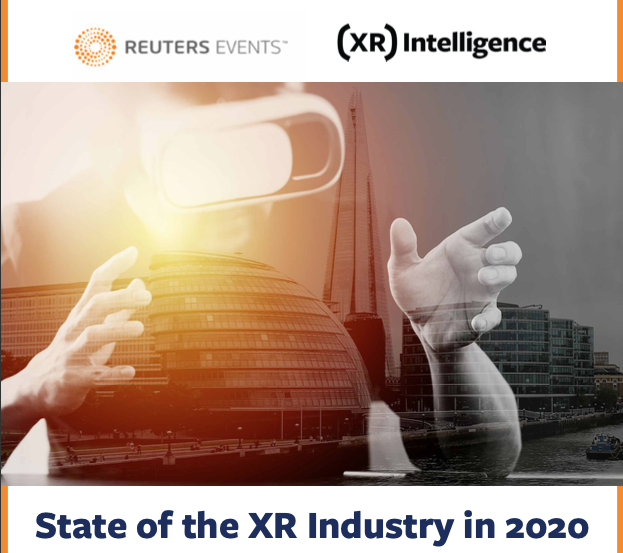 REUTERS EVENTS™
(XR) Intelligence
State of the XR Industry in 2020